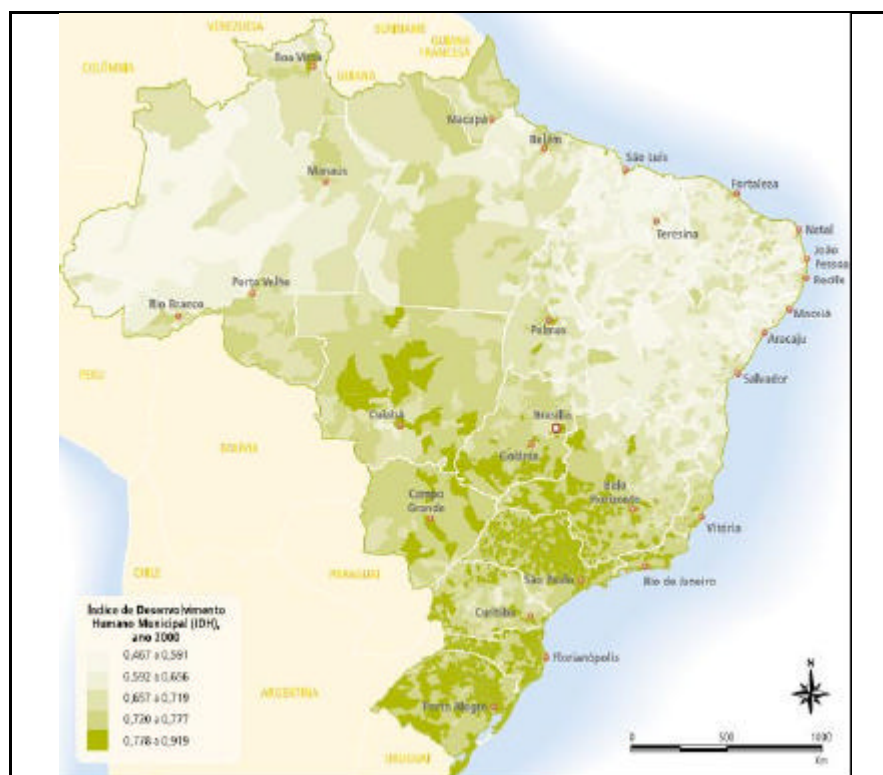 VENEZUELA
SURINAME
GUIANA
FRANCESA
COLÔMBIA
Boa Vista
GUIANA
Macapá
Belém
São Luís
Manaus
Fortaleza
Teresina
Natal
João
Pessoa
Recife
Porto Velho
Rio Branco
Maceió
Palmas
Aracaju
PERU
Salvador
Cuiabá
Brasília
BOLÍVIA
Goiânia
Campo
Grande
Belo
Horizonte
Vitória
CHILE
PARAGUAI
São Paulo
Rio de Janeiro
Curitiba
Índice de Desenvolvimento
Humano Municipal (IDH),
ano 2000
0,467 a 0,591
0,592 a 0,656
0,657 a 0,719
0,720 a 0,777
0,778 a 0,919
Florianópolis
ARGENTINA
Porto Alegre
URUGUAI
N
0 500 1000
Km